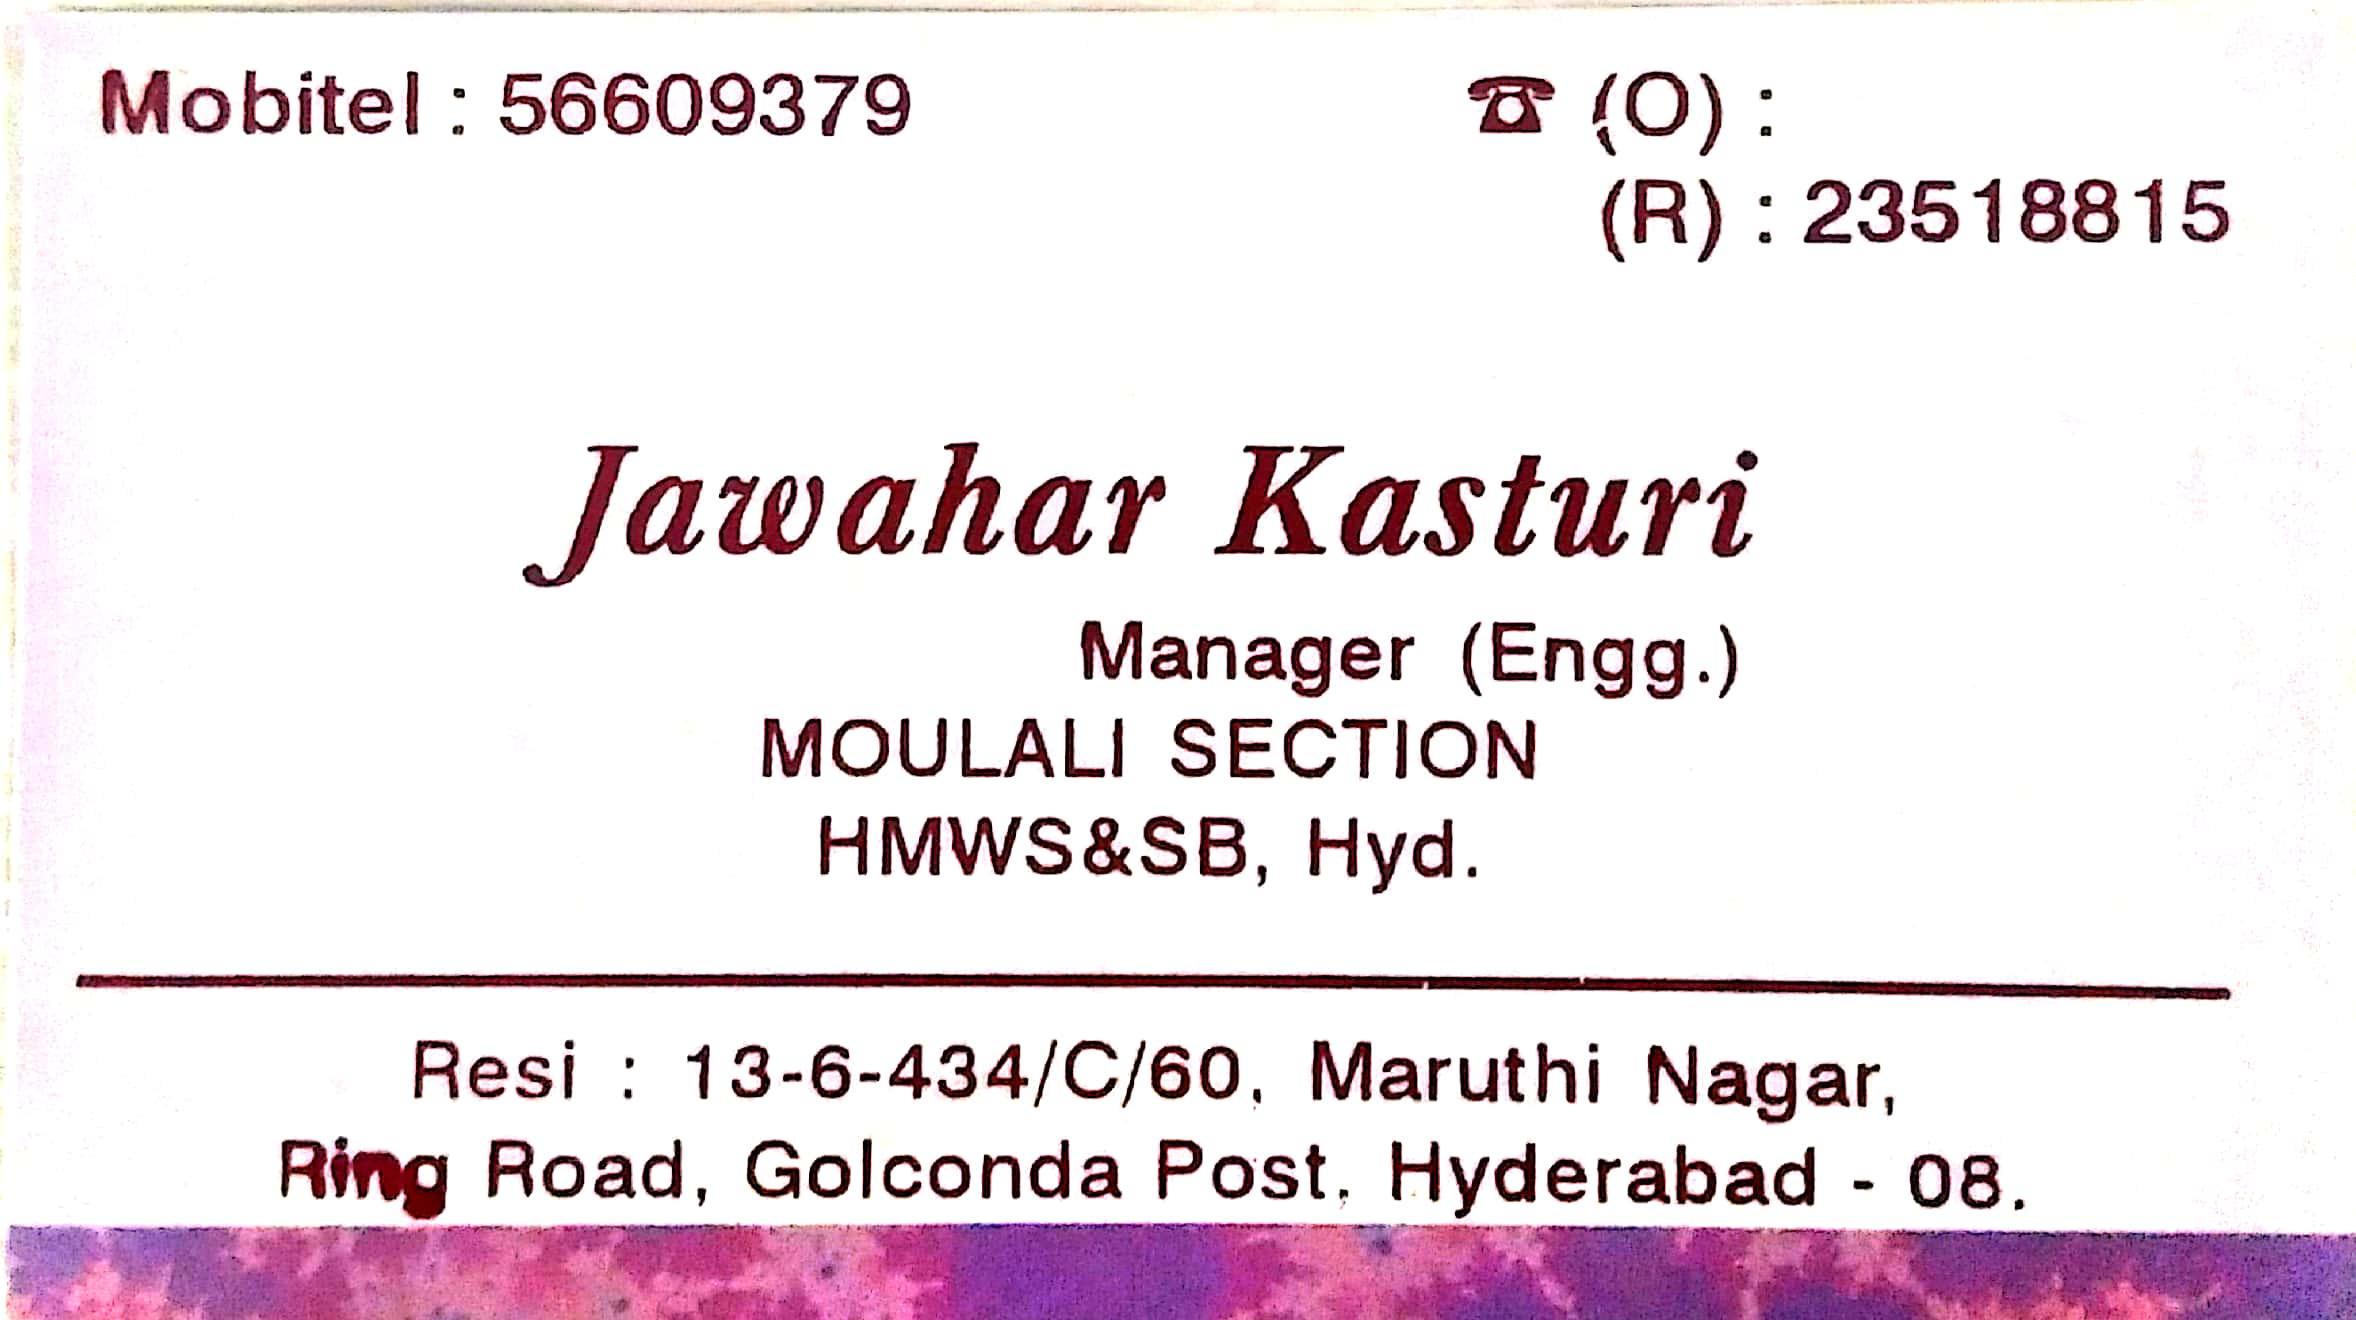 Mobitel : 56609379
☎ (O) :
(R) : 23518815
Jawahar Kasturi
Manager (Engg.)
MOULALI SECTION
HMWS&SB, Hyd.
Resi : 13-6-434/C/60, Maruthi Nagar,
Ring Road, Golconda Post, Hyderabad - 08.